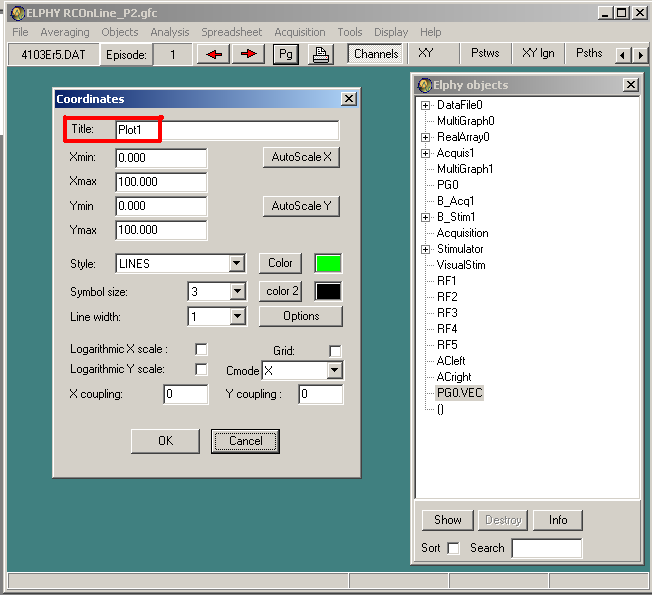 ELPHY RCOnLine_P2.gfc
File Averaging Objects Analysis Spreadsheet Acquisition Tools Display Help
4103Er5.DAT Episode: 1 Pg Channels XY Pstws XY Ign Psths
Coordinates
Title: Plot1
Xmin: 0.000 AutoScale X
Xmax 100.000
Ymin 0.000 AutoScale Y
Ymax 100.000
Style: LINES Color
Symbol size: 3 color 2
Line width: 1 Options
Logarithmic X scale : Grid:
Logarithmic Y scale: Cmode X
X coupling: 0 Y coupling : 0
OK Cancel
Elphy objects
DataFile0
MultiGraph0
RealArray0
Acquis1
MultiGraph1
PG0
B_Acq1
B_Stim1
Acquisition
Stimulator
VisualStim
RF1
RF2
RF3
RF4
RF5
ACleft
ACright
PG0.VEC
()
Show Destroy Info
Sort Search